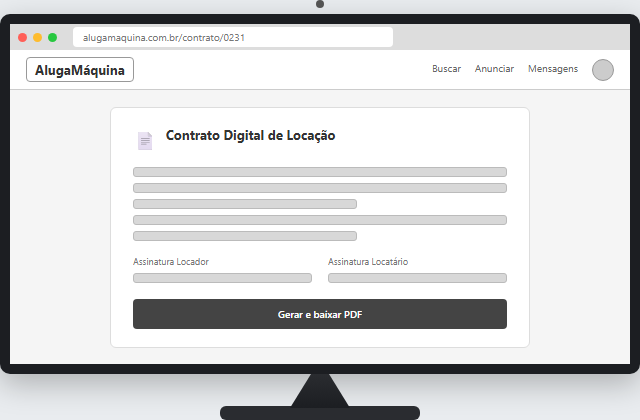 alugamaquina.com.br/contrato/0231
AlugaMáquina
Buscar Anunciar Mensagens
Contrato Digital de Locação
Assinatura Locador Assinatura Locatário
Gerar e baixar PDF